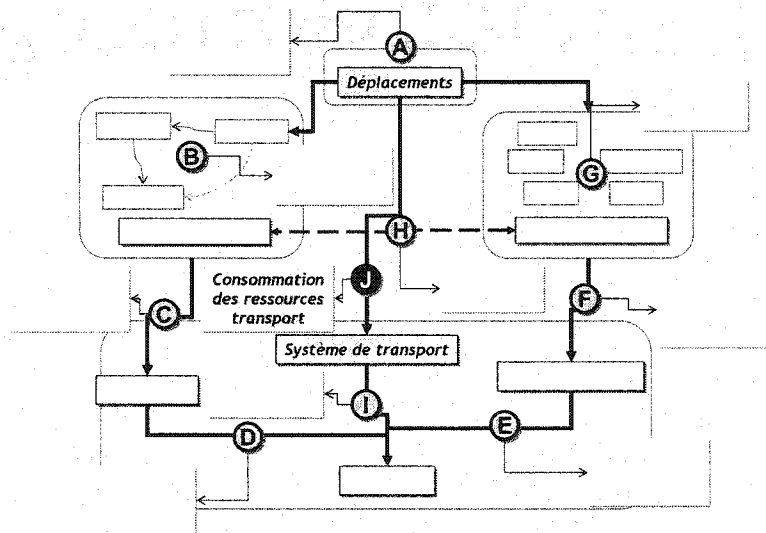 A
Déplacements
B
G
H
Consommation
des ressources
transport
J
C
F
Système de transport
I
D
E